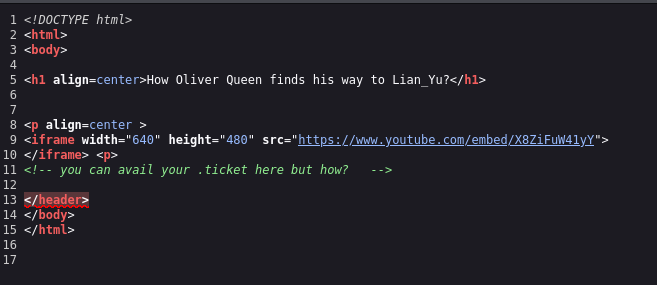 1 <!DOCTYPE html>
2 <html>
3 <body>
4
5 <h1 align=center>How Oliver Queen finds his way to Lian_Yu?</h1>
6
7
8 <p align=center >
9 <iframe width="640" height="480" src="https://www.youtube.com/embed/X8ZiFuW41yY">
10 </iframe> <p>
11 <!-- you can avail your .ticket here but how?   -->
12
13 </header>
14 </body>
15 </html>
16
17